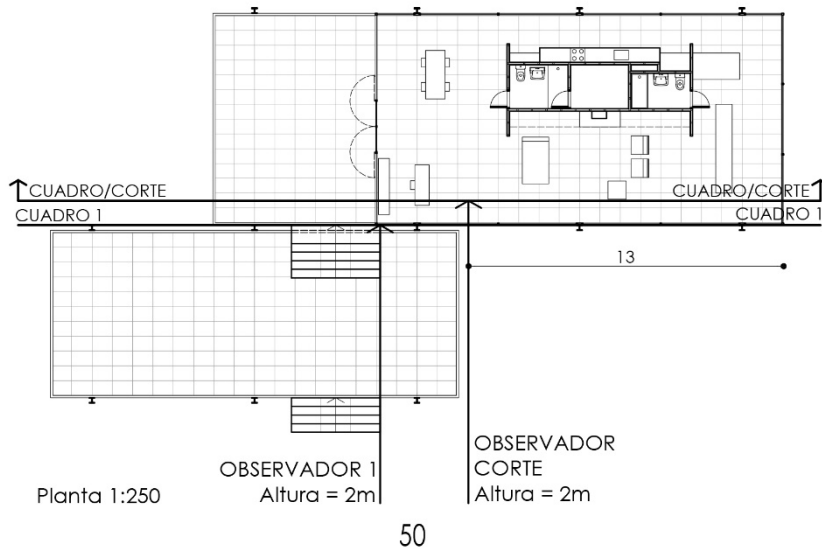 CUADRO/CORTE
CUADRO/CORTE
CUADRO 1
CUADRO 1
13
OBSERVADOR 1
Altura = 2m
OBSERVADOR
CORTE
Altura = 2m
Planta 1:250
50